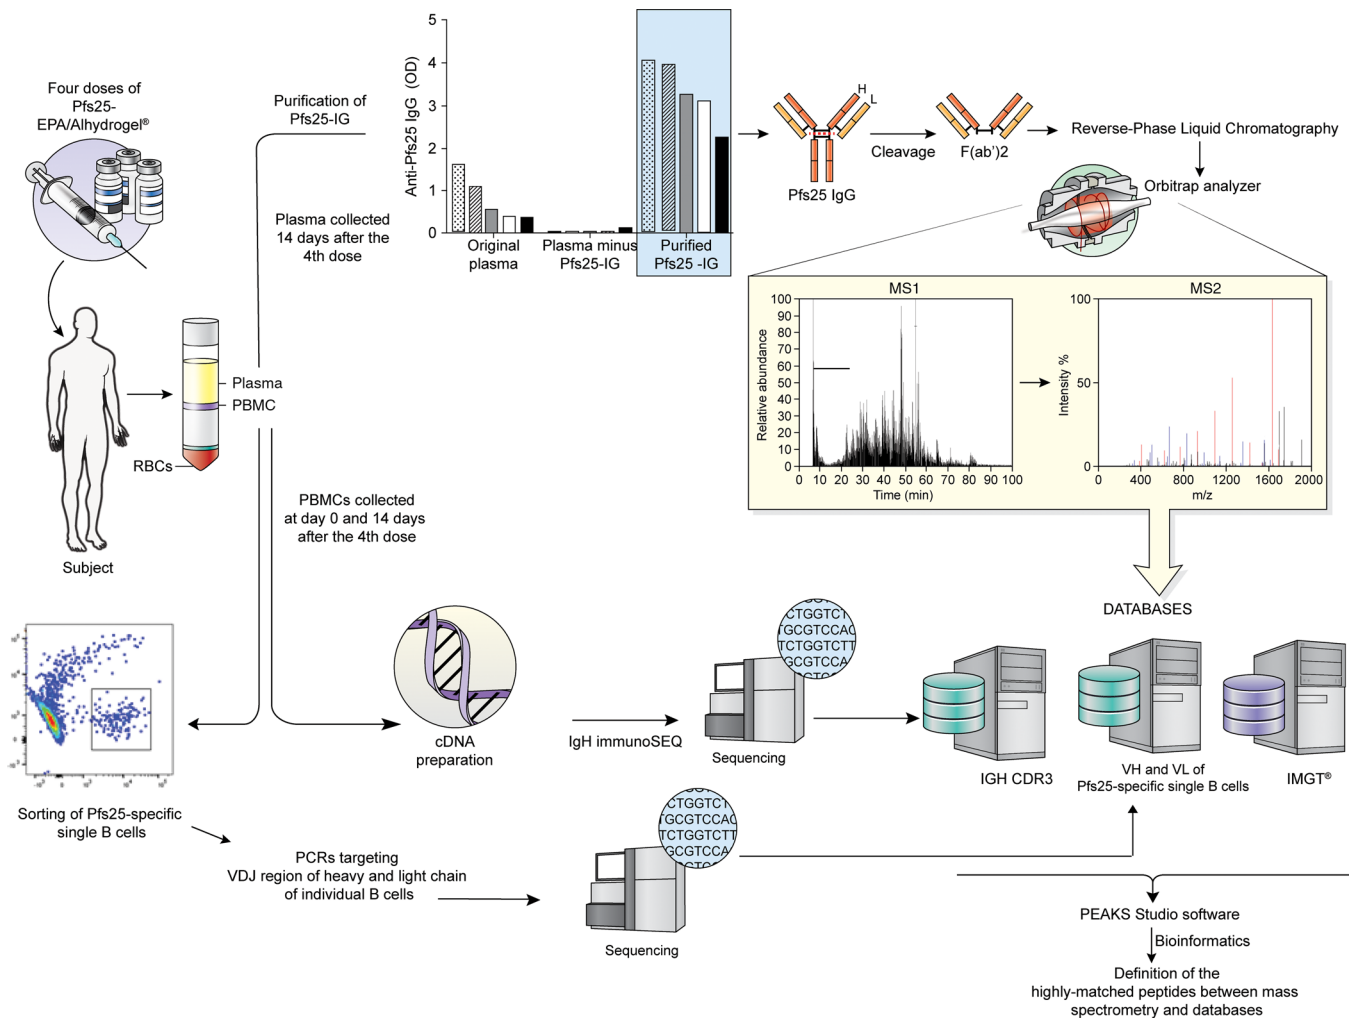 Four doses of
Pfs25-
EPA/Alhydrogel®
Purification of
Pfs25-IG
Plasma collected
14 days after the
4th dose
Anti-Pfs25 IgG (OD)
5
4
3
2
1
0
Original
plasma
Plasma minus
Pfs25-IG
Purified
Pfs25 -IG
H
L
Pfs25 IgG
Cleavage
F(ab')2
Reverse-Phase Liquid Chromatography
Orbitrap analyzer
MS1
Relative abundance
100
90
80
70
60
50
40
30
20
10
0
0 10 20 30 40 50 60 70 80 90 100
Time (min)
MS2
Intensity %
100
50
0
0 400 800 1200 1600 2000
m/z
Plasma
PBMC
RBCs
Subject
PBMCs collected
at day 0 and 14 days
after the 4th dose
Sorting of Pfs25-specific
single B cells
cDNA
preparation
IgH immunoSEQ
CTGGTCT
TGCGTCCAC
TCTGGTCTT
GCGTCCA
Sequencing
DATABASES
IGH CDR3
VH and VL of
Pfs25-specific single B cells
IMGT®
PCRs targeting
VDJ region of heavy and light chain
of individual B cells
CTGGTCT
TGCGTCCAC
TCTGGTCTT
GCGTCCA
Sequencing
PEAKS Studio software
Bioinformatics
Definition of the
highly-matched peptides between mass
spectrometry and databases